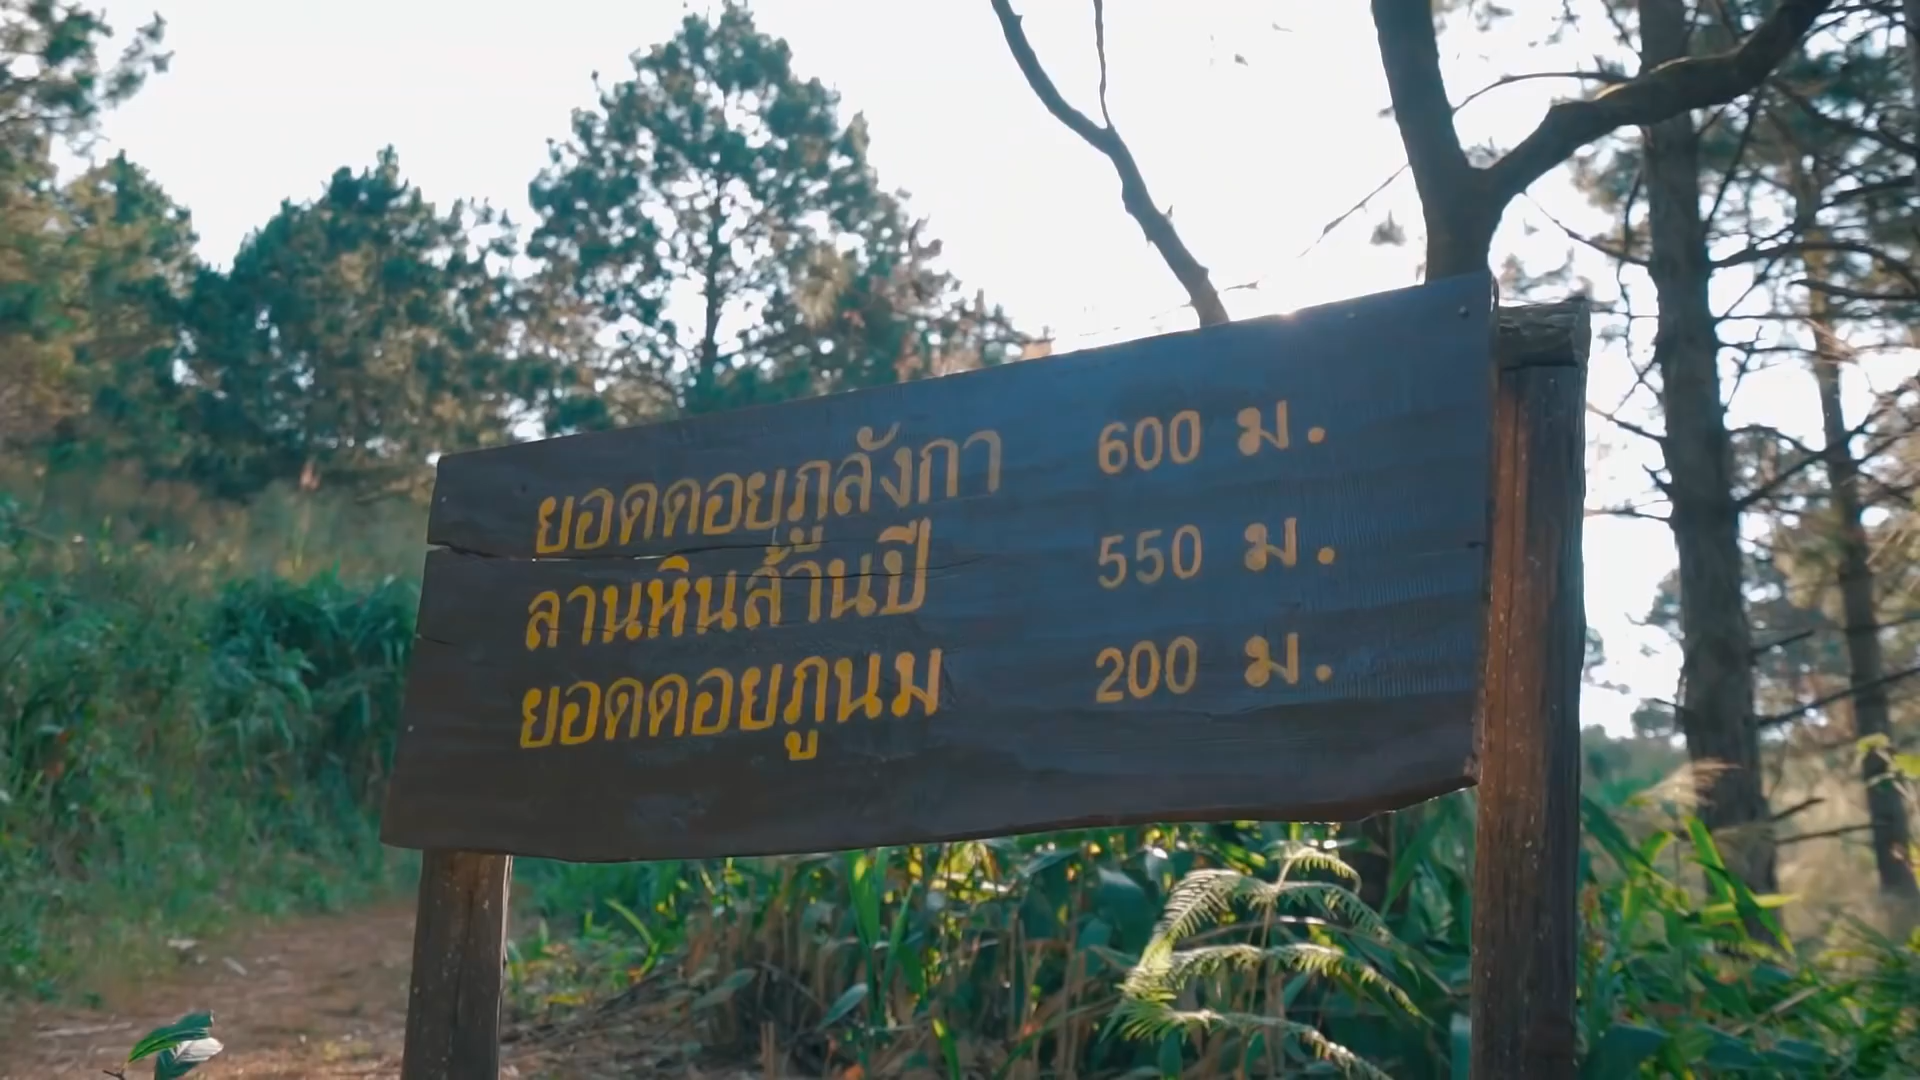 ยอดดอยภูลังกา 600 ม.
ลานหินล้านปี 550 ม.
ยอดดอยภูนม 200 ม.